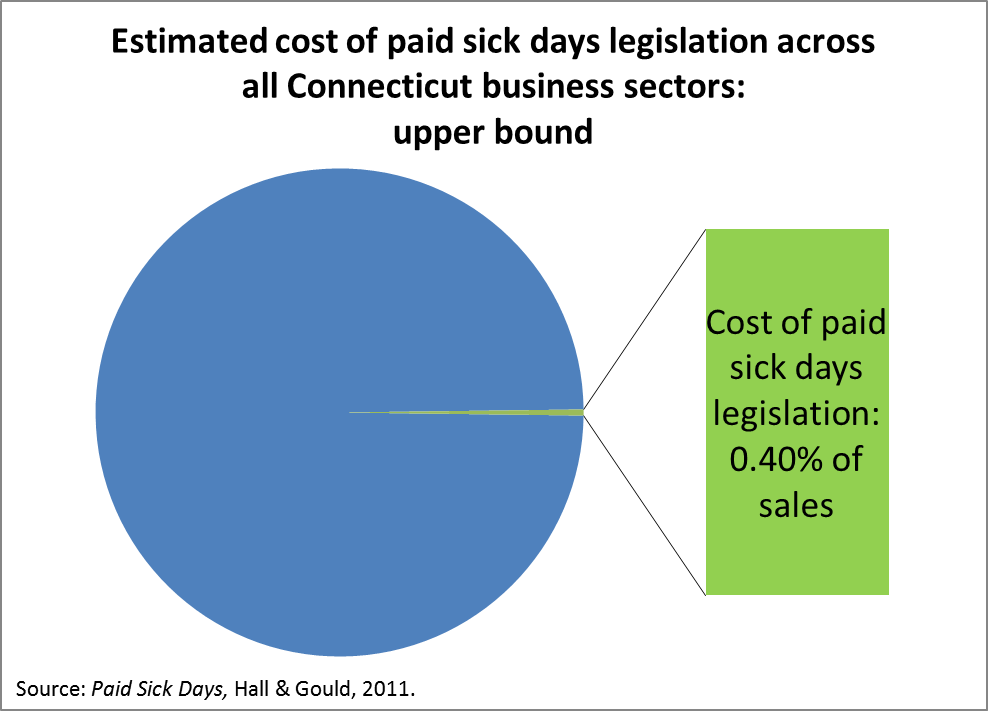 Estimated cost of paid sick days legislation across
all Connecticut business sectors:
upper bound
Cost of paid
sick days
legislation:
0.40% of
sales
Source: Paid Sick Days, Hall & Gould, 2011.